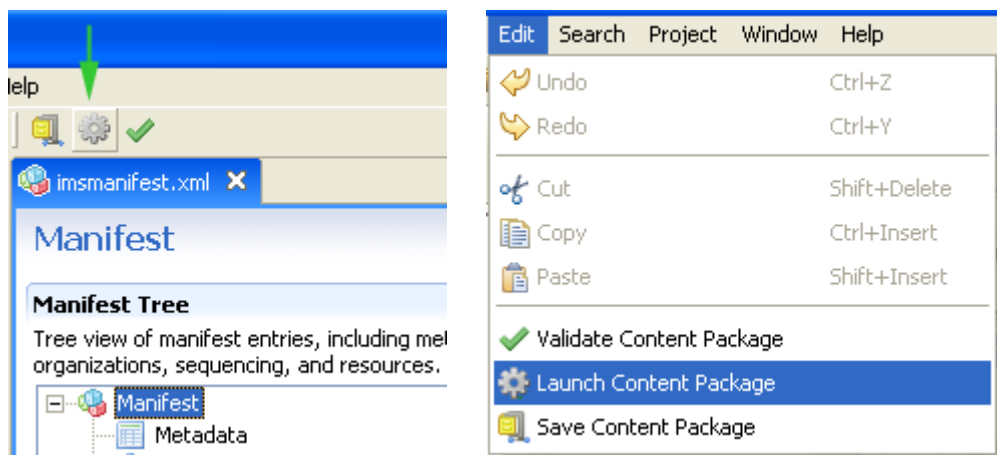 elp
imsmanifest.xml
Manifest
Manifest Tree
Tree view of manifest entries, including met
organizations, sequencing, and resources.
Manifest
Metadata
Edit Search Project Window Help
Undo Ctrl+Z
Redo Ctrl+Y
Cut Shift+Delete
Copy Ctrl+Insert
Paste Shift+Insert
Validate Content Package
Launch Content Package
Save Content Package